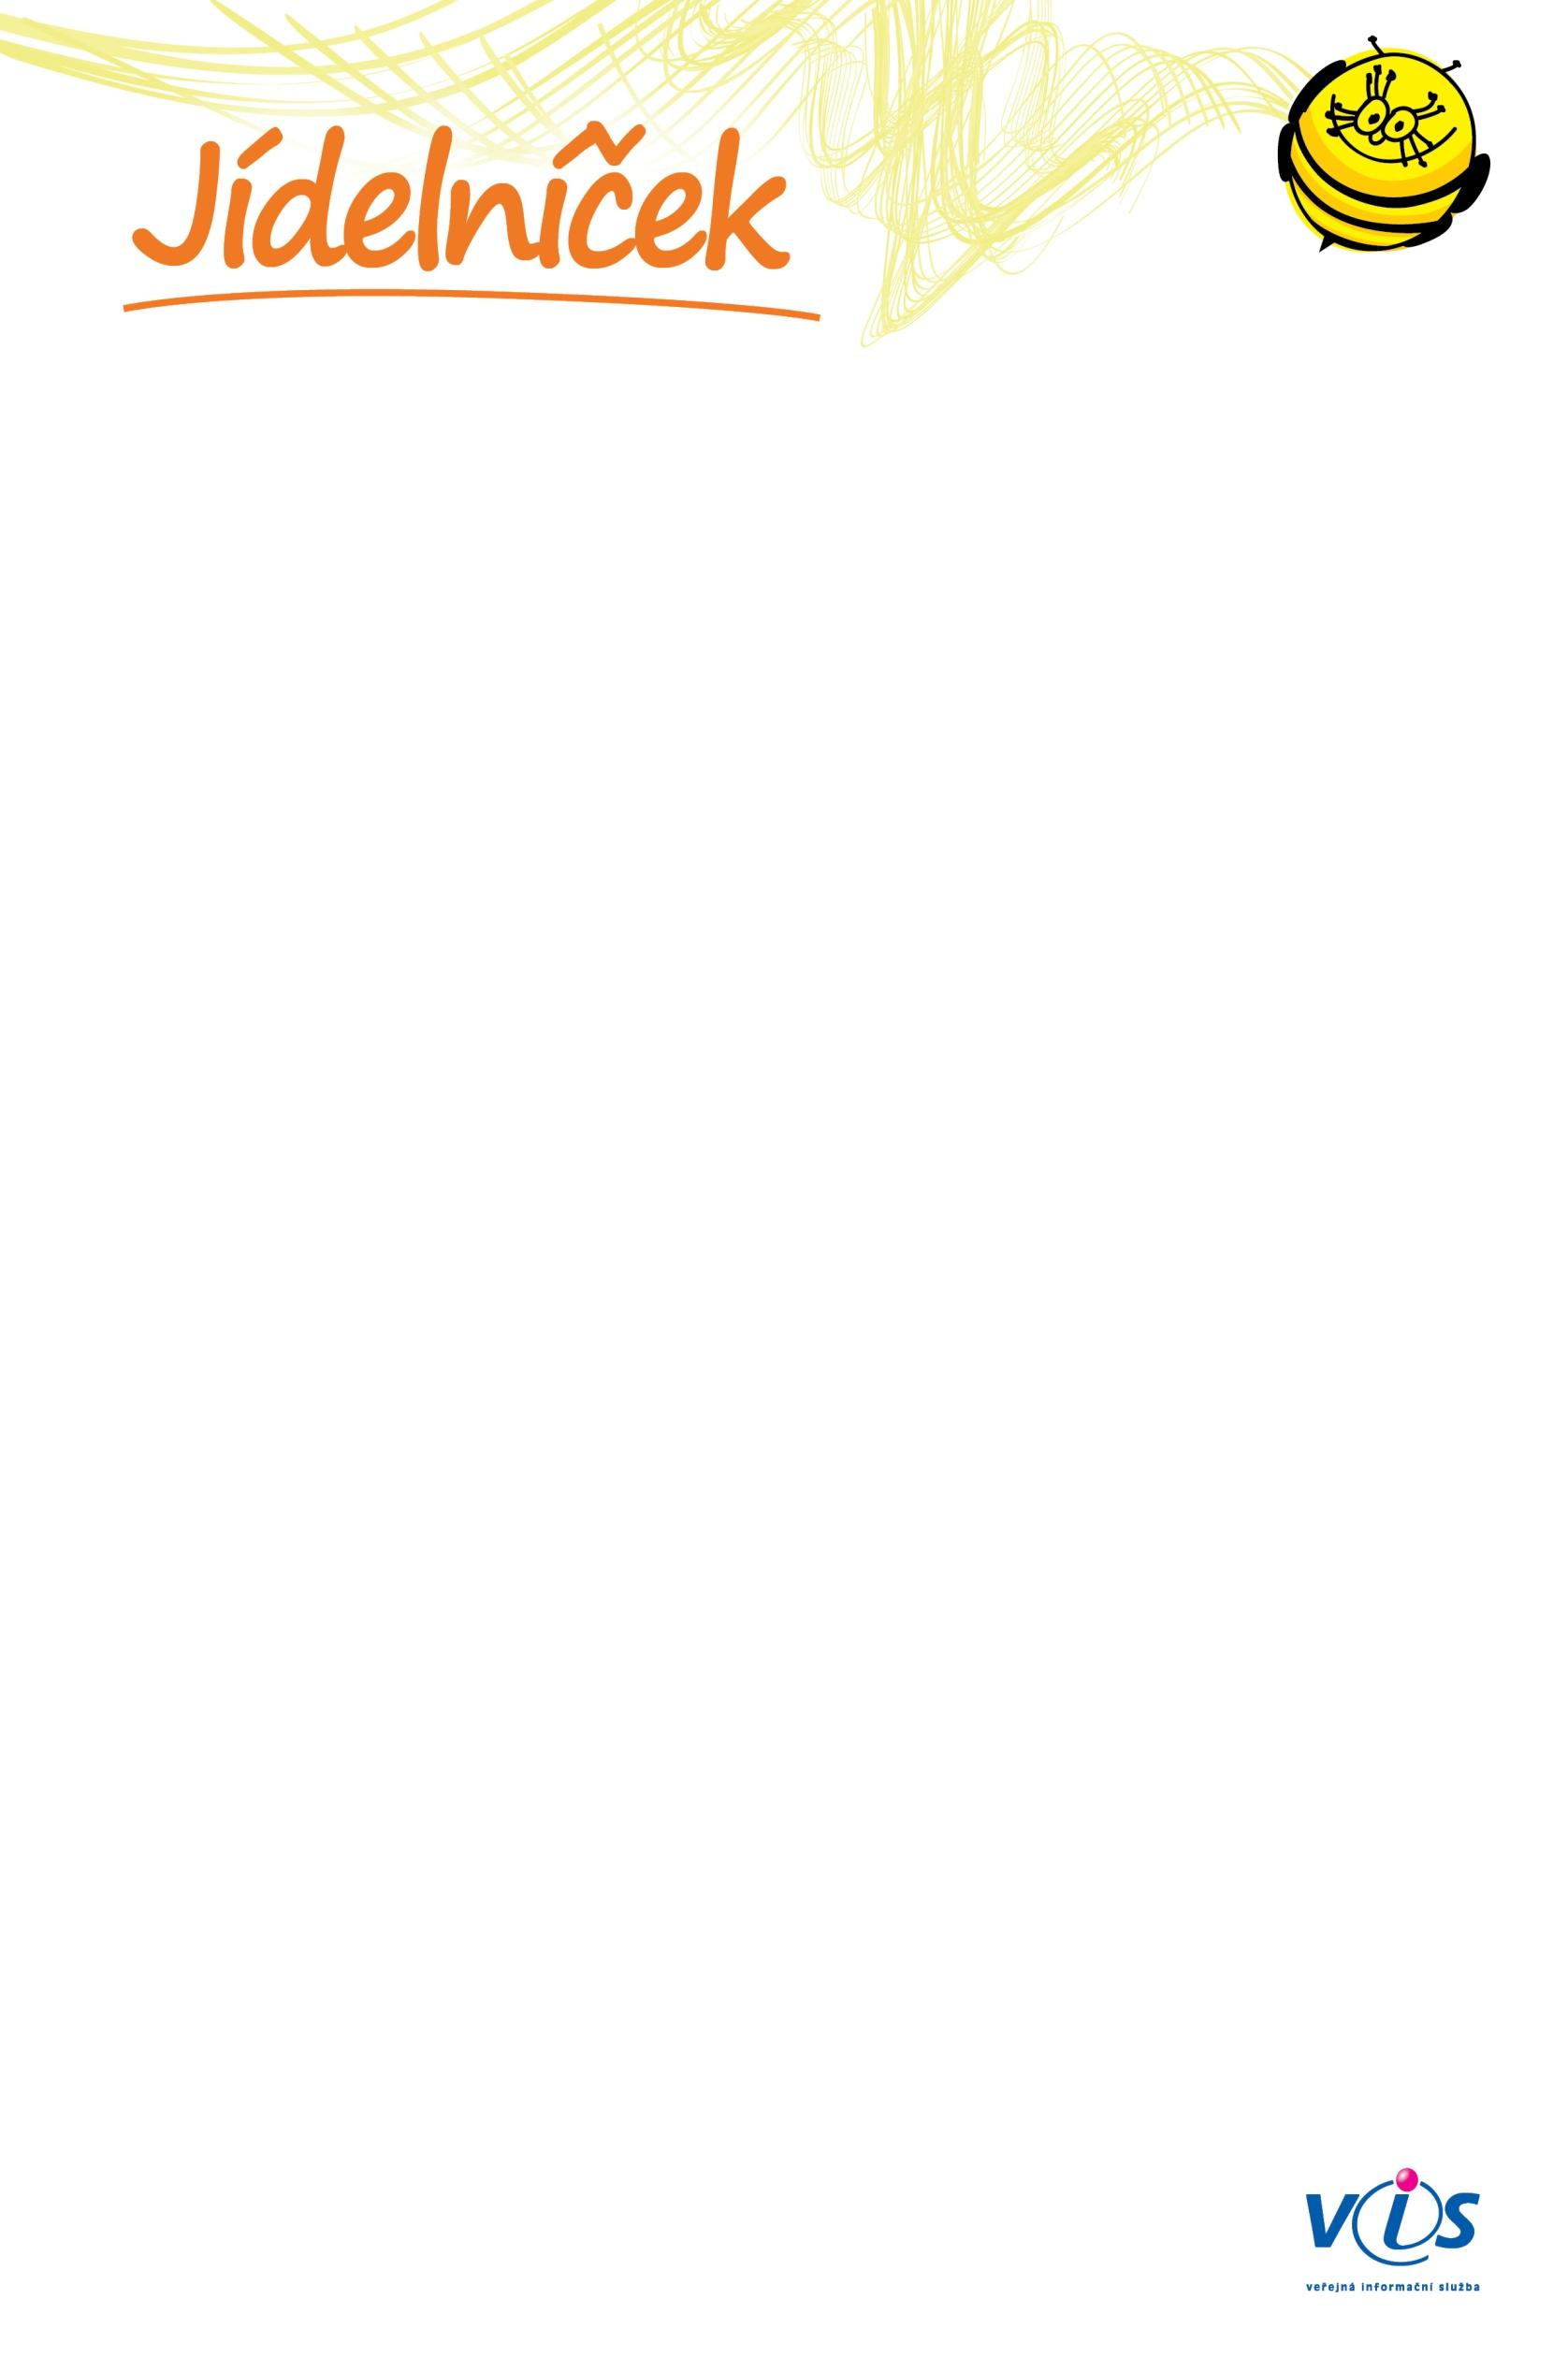 Jídelníček
vis
veřejná informační služba